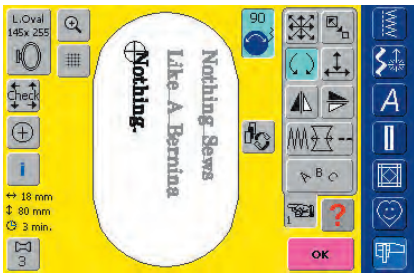 L.Oval
145x 255
Check
i
↔ 18 mm
↕ 80 mm
3 min.
3
Nothing Sews
Like A Bernina
Nothing.
90
A B C
1
?
OK
A